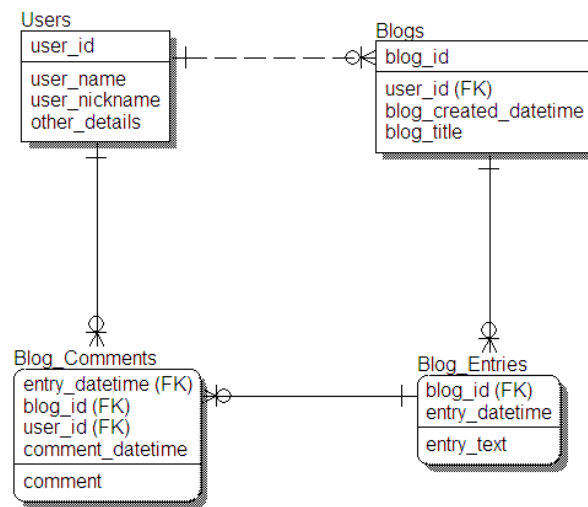 Users
user_id
user_name
user_nickname
other_details
Blogs
blog_id
user_id (FK)
blog_created_datetime
blog_title
Blog_Comments
entry_datetime (FK)
blog_id (FK)
user_id (FK)
comment_datetime
comment
Blog_Entries
blog_id (FK)
entry_datetime
entry_text